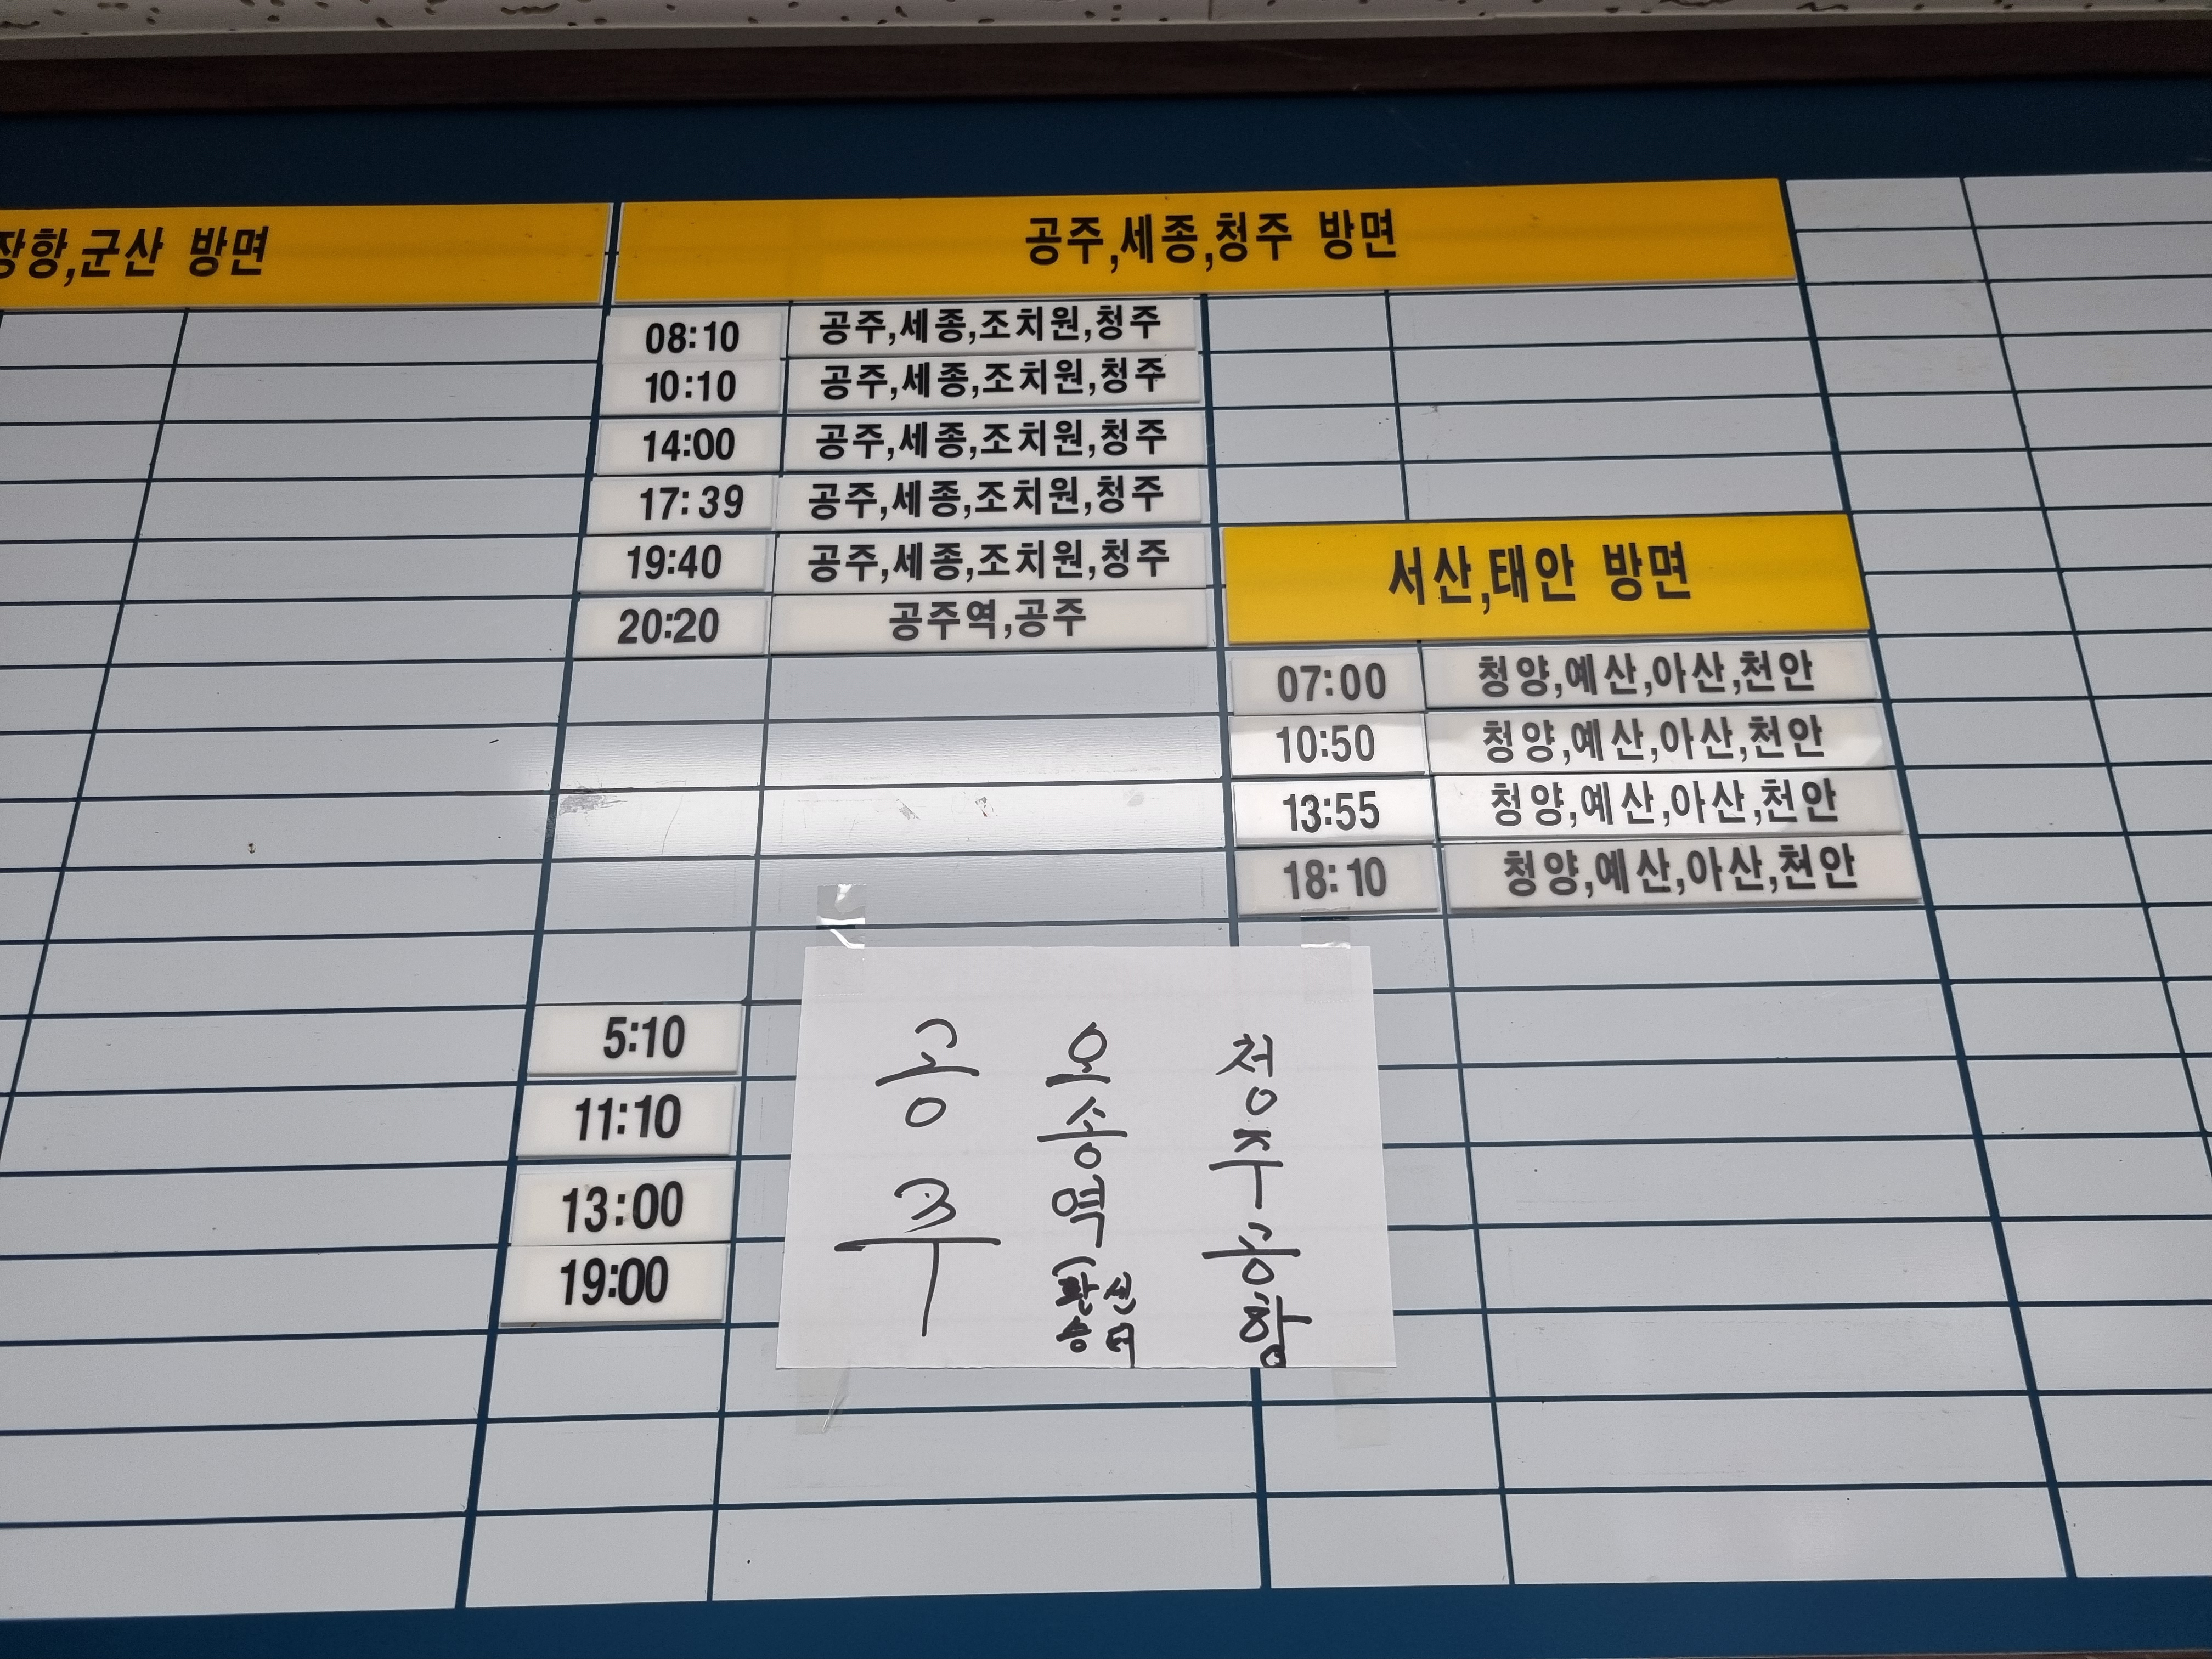 장항,군산 방면
공주,세종,청주 방면
08:10 공주,세종,조치원,청주
10:10 공주,세종,조치원,청주
14:00 공주,세종,조치원,청주
17:39 공주,세종,조치원,청주
19:40 공주,세종,조치원,청주
20:20 공주역,공주
서산,태안 방면
07:00 청양,예산,아산,천안
10:50 청양,예산,아산,천안
13:55 청양,예산,아산,천안
18:10 청양,예산,아산,천안
5:10
11:10
13:00
19:00
공주
오송역(환승센터
청주공항